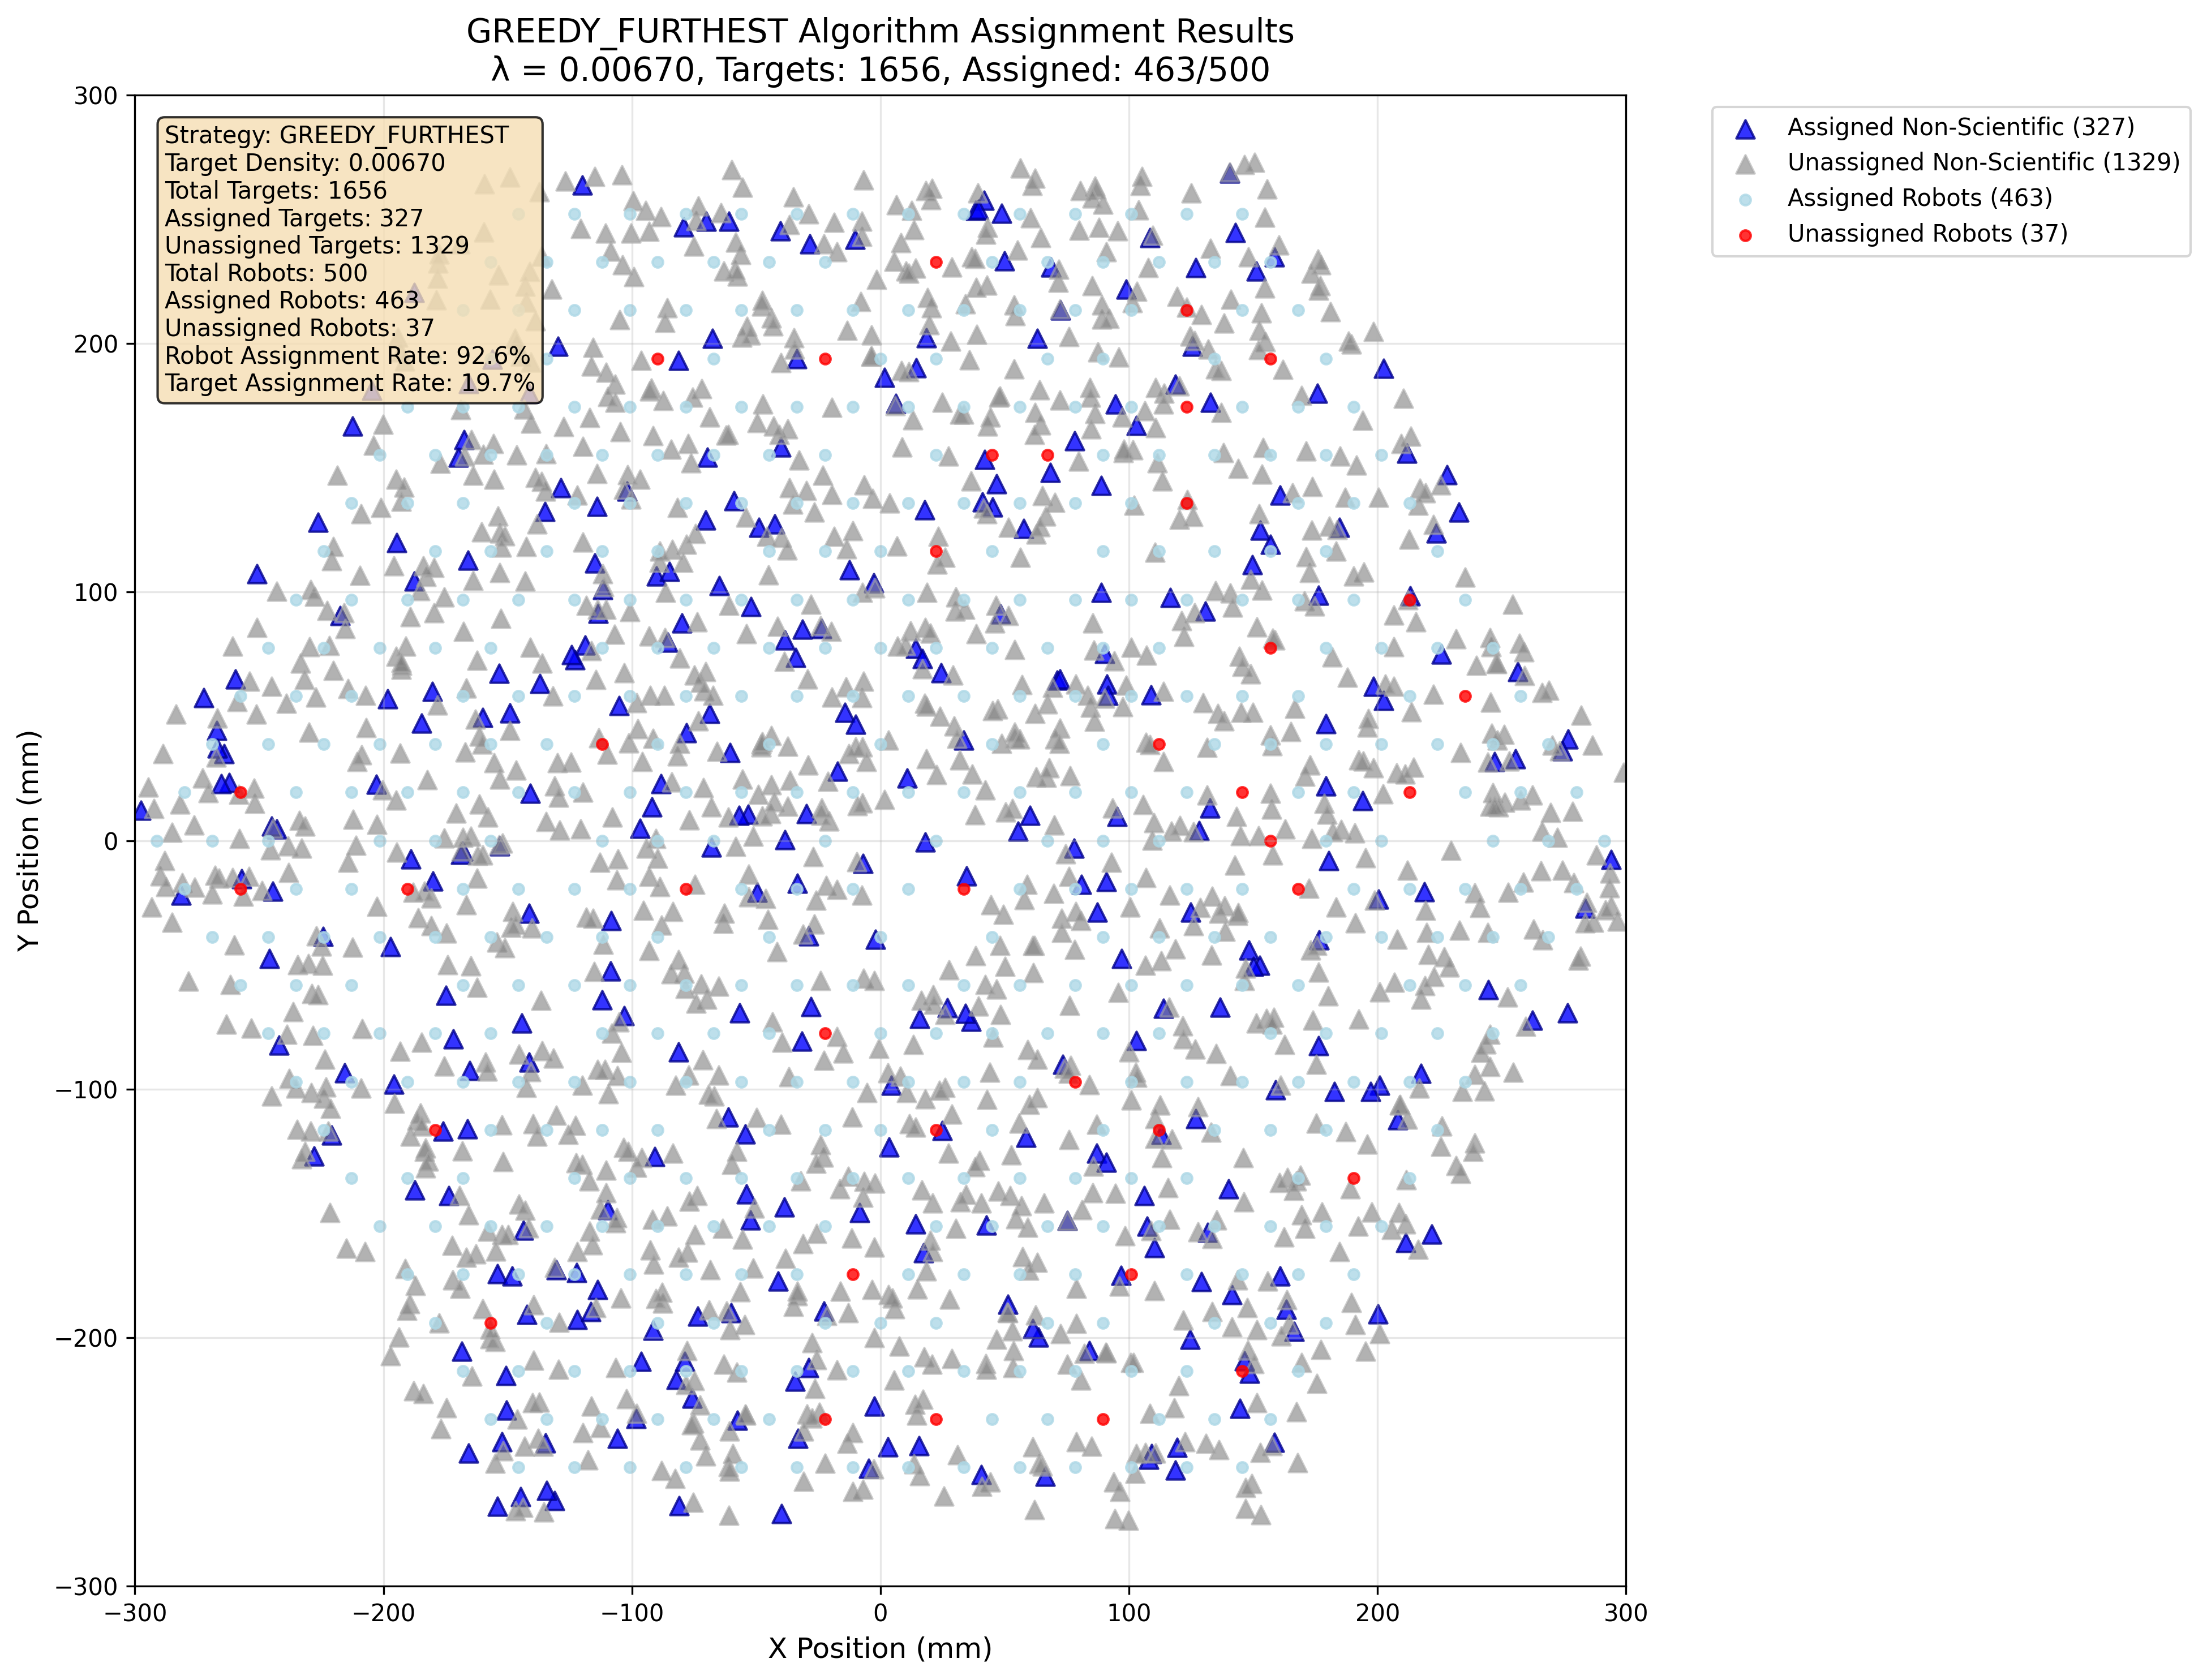 GREEDY_FURTHEST Algorithm Assignment Results
λ = 0.00670, Targets: 1656, Assigned: 463/500
Strategy: GREEDY_FURTHEST
Target Density: 0.00670
Total Targets: 1656
Assigned Targets: 327
Unassigned Targets: 1329
Total Robots: 500
Assigned Robots: 463
Unassigned Robots: 37
Robot Assignment Rate: 92.6%
Target Assignment Rate: 19.7%
Assigned Non-Scientific (327)
Unassigned Non-Scientific (1329)
Assigned Robots (463)
Unassigned Robots (37)
Y Position (mm)
300
200
100
0
−100
−200
−300
−300
−200
−100
0
100
200
300
X Position (mm)